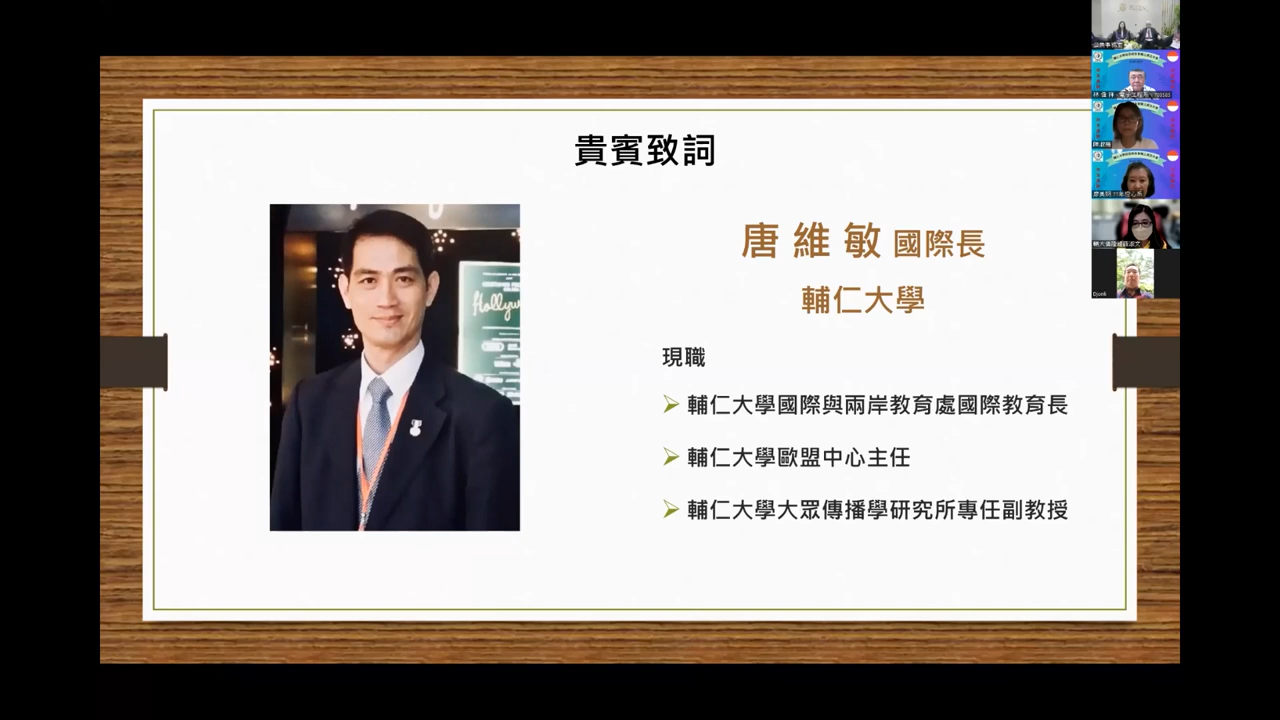 貴賓致詞
唐維敏 國際長
輔仁大學
現職
輔仁大學國際與兩岸教育處國際教育長
輔仁大學歐盟中心主任
輔仁大學大眾傳播學研究所專任副教授
Hollyw
Djonli